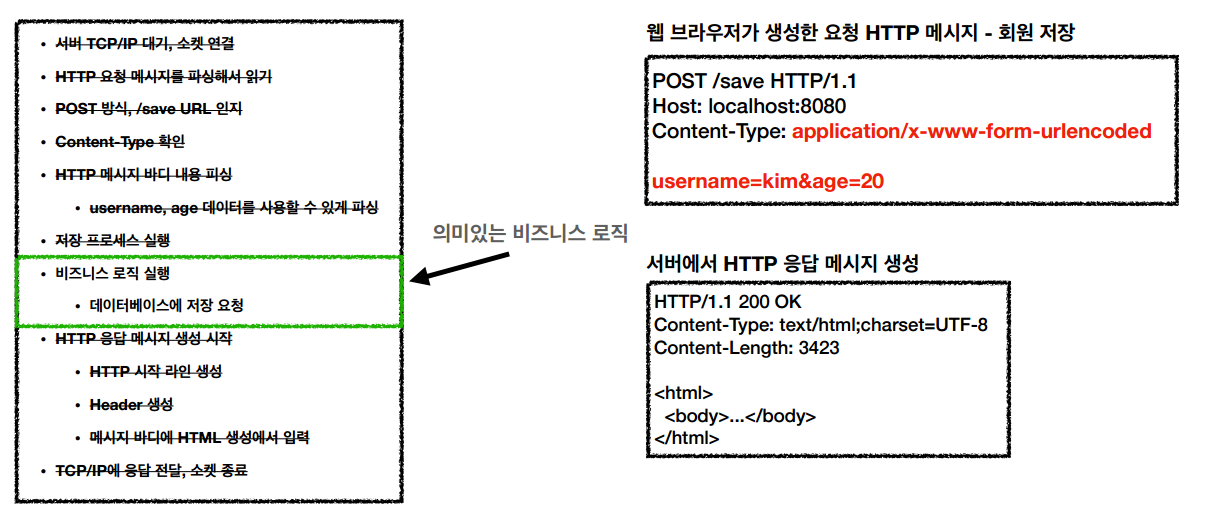 • 서버 TCP/IP 대기, 소켓 연결
• HTTP 요청 메시지를 파싱해서 읽기
• POST 방식, /save URL 인지
• Content-Type 확인
• HTTP 메시지 바디 내용 파싱
• username, age 데이터를 사용할 수 있게 파싱
• 저장 프로세스 실행
• 비즈니스 로직 실행
• 데이터베이스에 저장 요청
• HTTP 응답 메시지 생성 시작
• HTTP 시작 라인 생성
• Header 생성
• 메시지 바디에 HTML 생성에서 입력
• TCP/IP에 응답 전달, 소켓 종료
의미있는 비즈니스 로직
웹 브라우저가 생성한 요청 HTTP 메시지 - 회원 저장
POST /save HTTP/1.1
Host: localhost:8080
Content-Type: application/x-www-form-urlencoded
username=kim&age=20
서버에서 HTTP 응답 메시지 생성
HTTP/1.1 200 OK
Content-Type: text/html;charset=UTF-8
Content-Length: 3423
<html>
<body>...</body>
</html>